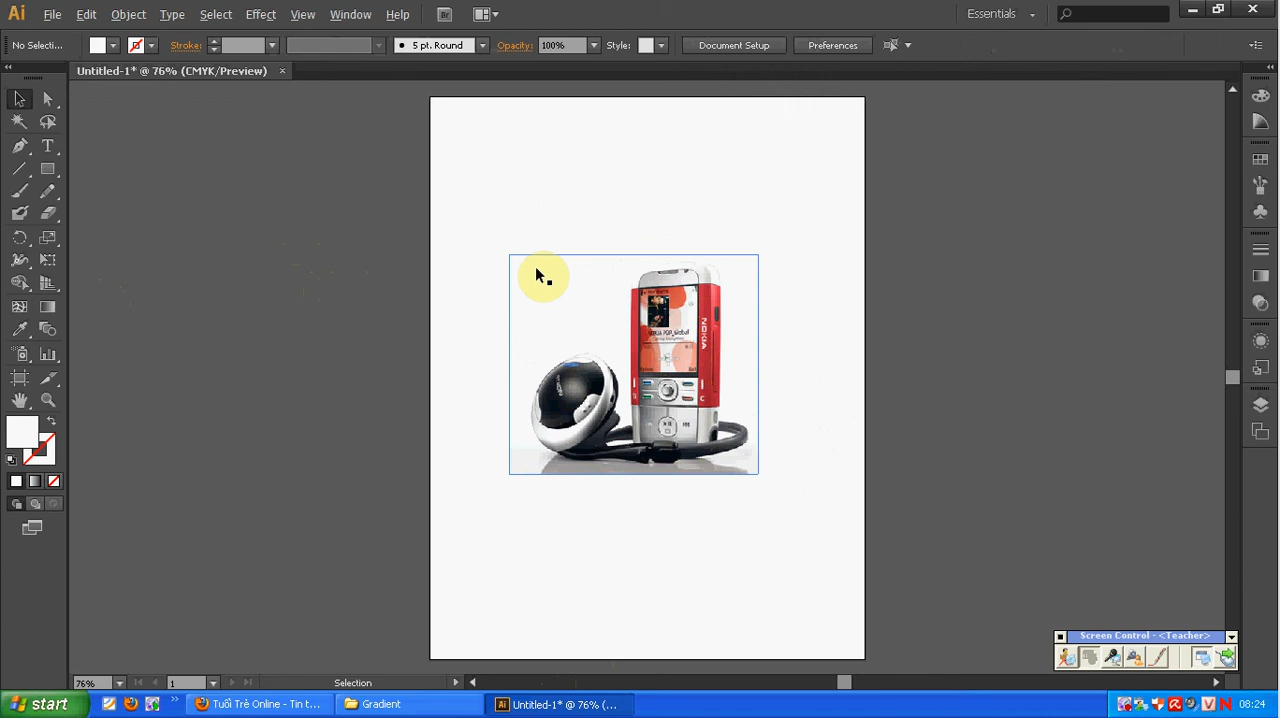 Ai File Edit Object Type Select Effect View Window Help Br Essentials
No Selecti... Stroke: 5 pt. Round Opacity: 100% Style: Document Setup Preferences
Untitled-1* @ 76% (CMYK/Preview)
NOKIA
Screen Control - <Teacher>
76% 1 Selection
start Tuổi Trẻ Online - Tin t... Gradient Untitled-1* @ 76% (... 08:24